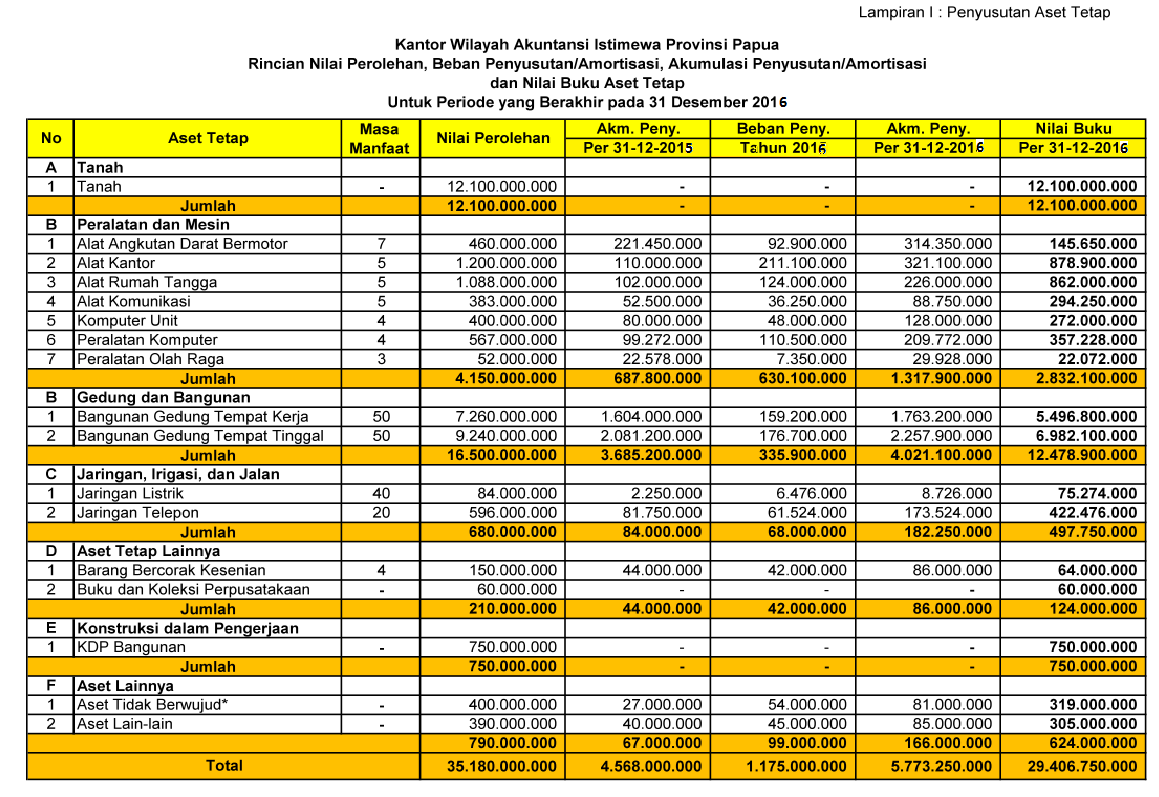 Lampiran I : Penyusutan Aset Tetap
Kantor Wilayah Akuntansi Istimewa Provinsi Papua
Rincian Nilai Perolehan, Beban Penyusutan/Amortisasi, Akumulasi Penyusutan/Amortisasi
dan Nilai Buku Aset Tetap
Untuk Periode yang Berakhir pada 31 Desember 2016
No Aset Tetap Masa Manfaat Nilai Perolehan Akm. Peny. Per 31-12-2015 Beban Peny. Tahun 2016 Akm. Peny. Per 31-12-2016 Nilai Buku Per 31-12-2016
A Tanah
1 Tanah - 12.100.000.000 - - - 12.100.000.000
Jumlah 12.100.000.000 - - - 12.100.000.000
B Peralatan dan Mesin
1 Alat Angkutan Darat Bermotor 7 460.000.000 221.450.000 92.900.000 314.350.000 145.650.000
2 Alat Kantor 5 1.200.000.000 110.000.000 211.100.000 321.100.000 878.900.000
3 Alat Rumah Tangga 5 1.088.000.000 102.000.000 124.000.000 226.000.000 862.000.000
4 Alat Komunikasi 5 383.000.000 52.500.000 36.250.000 88.750.000 294.250.000
5 Komputer Unit 4 400.000.000 80.000.000 48.000.000 128.000.000 272.000.000
6 Peralatan Komputer 4 567.000.000 99.272.000 110.500.000 209.772.000 357.228.000
7 Peralatan Olah Raga 3 52.000.000 22.578.000 7.350.000 29.928.000 22.072.000
Jumlah 4.150.000.000 687.800.000 630.100.000 1.317.900.000 2.832.100.000
B Gedung dan Bangunan
1 Bangunan Gedung Tempat Kerja 50 7.260.000.000 1.604.000.000 159.200.000 1.763.200.000 5.496.800.000
2 Bangunan Gedung Tempat Tinggal 50 9.240.000.000 2.081.200.000 176.700.000 2.257.900.000 6.982.100.000
Jumlah 16.500.000.000 3.685.200.000 335.900.000 4.021.100.000 12.478.900.000
C Jaringan, Irigasi, dan Jalan
1 Jaringan Listrik 40 84.000.000 2.250.000 6.476.000 8.726.000 75.274.000
2 Jaringan Telepon 20 596.000.000 81.750.000 61.524.000 173.524.000 422.476.000
Jumlah 680.000.000 84.000.000 68.000.000 182.250.000 497.750.000
D Aset Tetap Lainnya
1 Barang Bercorak Kesenian 4 150.000.000 44.000.000 42.000.000 86.000.000 64.000.000
2 Buku dan Koleksi Perpusatakaan - 60.000.000 - - - 60.000.000
Jumlah 210.000.000 44.000.000 42.000.000 86.000.000 124.000.000
E Konstruksi dalam Pengerjaan
1 KDP Bangunan - 750.000.000 - - - 750.000.000
Jumlah 750.000.000 - - - 750.000.000
F Aset Lainnya
1 Aset Tidak Berwujud* - 400.000.000 27.000.000 54.000.000 81.000.000 319.000.000
2 Aset Lain-lain - 390.000.000 40.000.000 45.000.000 85.000.000 305.000.000
790.000.000 67.000.000 99.000.000 166.000.000 624.000.000
Total 35.180.000.000 4.568.000.000 1.175.000.000 5.773.250.000 29.406.750.000